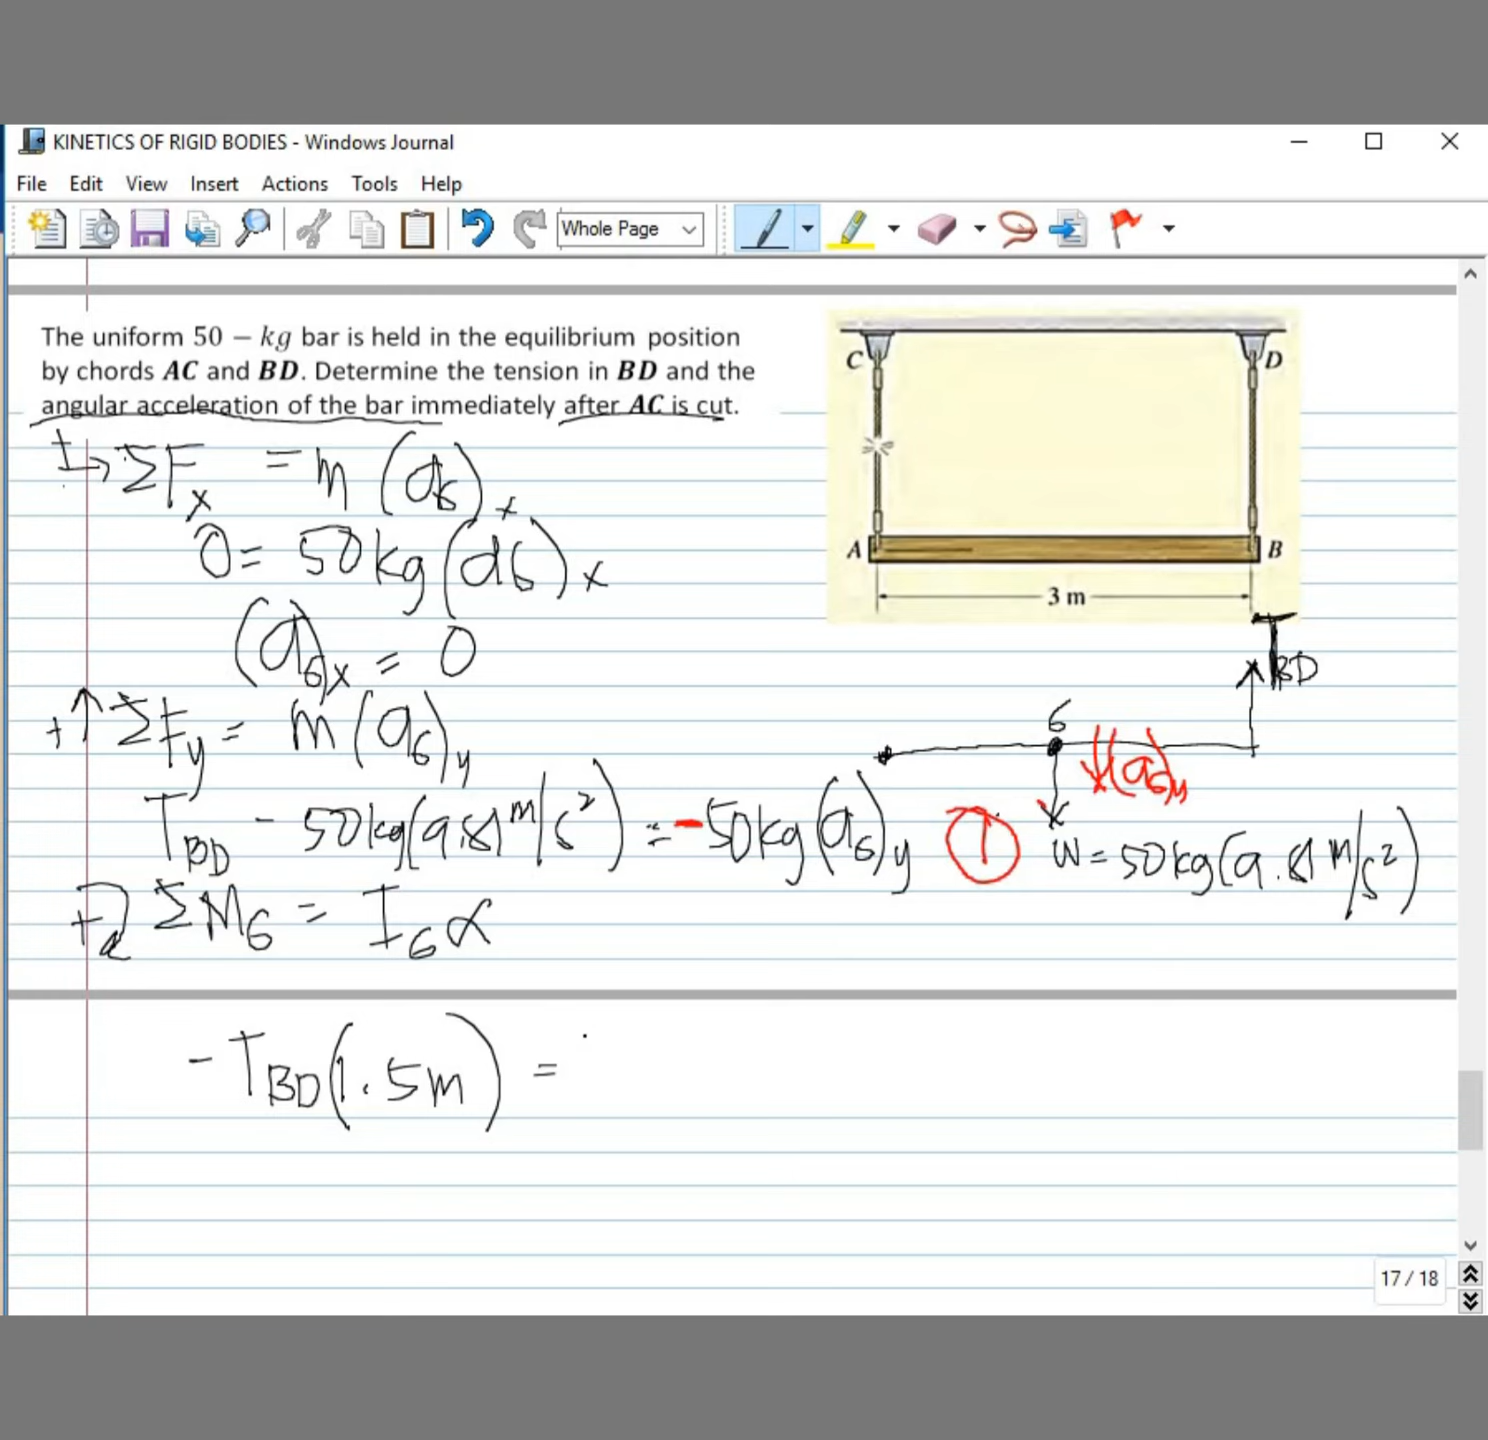 KINETICS OF RIGID BODIES - Windows Journal
File Edit View Insert Actions Tools Help
Whole Page
The uniform 50 − kg bar is held in the equilibrium position
by chords AC and BD. Determine the tension in BD and the
angular acceleration of the bar immediately after AC is cut.
C D
A B
3 m
+→ ΣFx = m(aG)x
0 = 50kg(aG)x
(aG)x = 0
+↑ ΣFy = m(aG)y
TBD - 50kg(9.81 m/s²) = -50kg(aG)y ①
ΣMG = IGα
-TBD(1.5m) =
TBD
G
(aG)y
W = 50kg(9.81 m/s²)
17 / 18